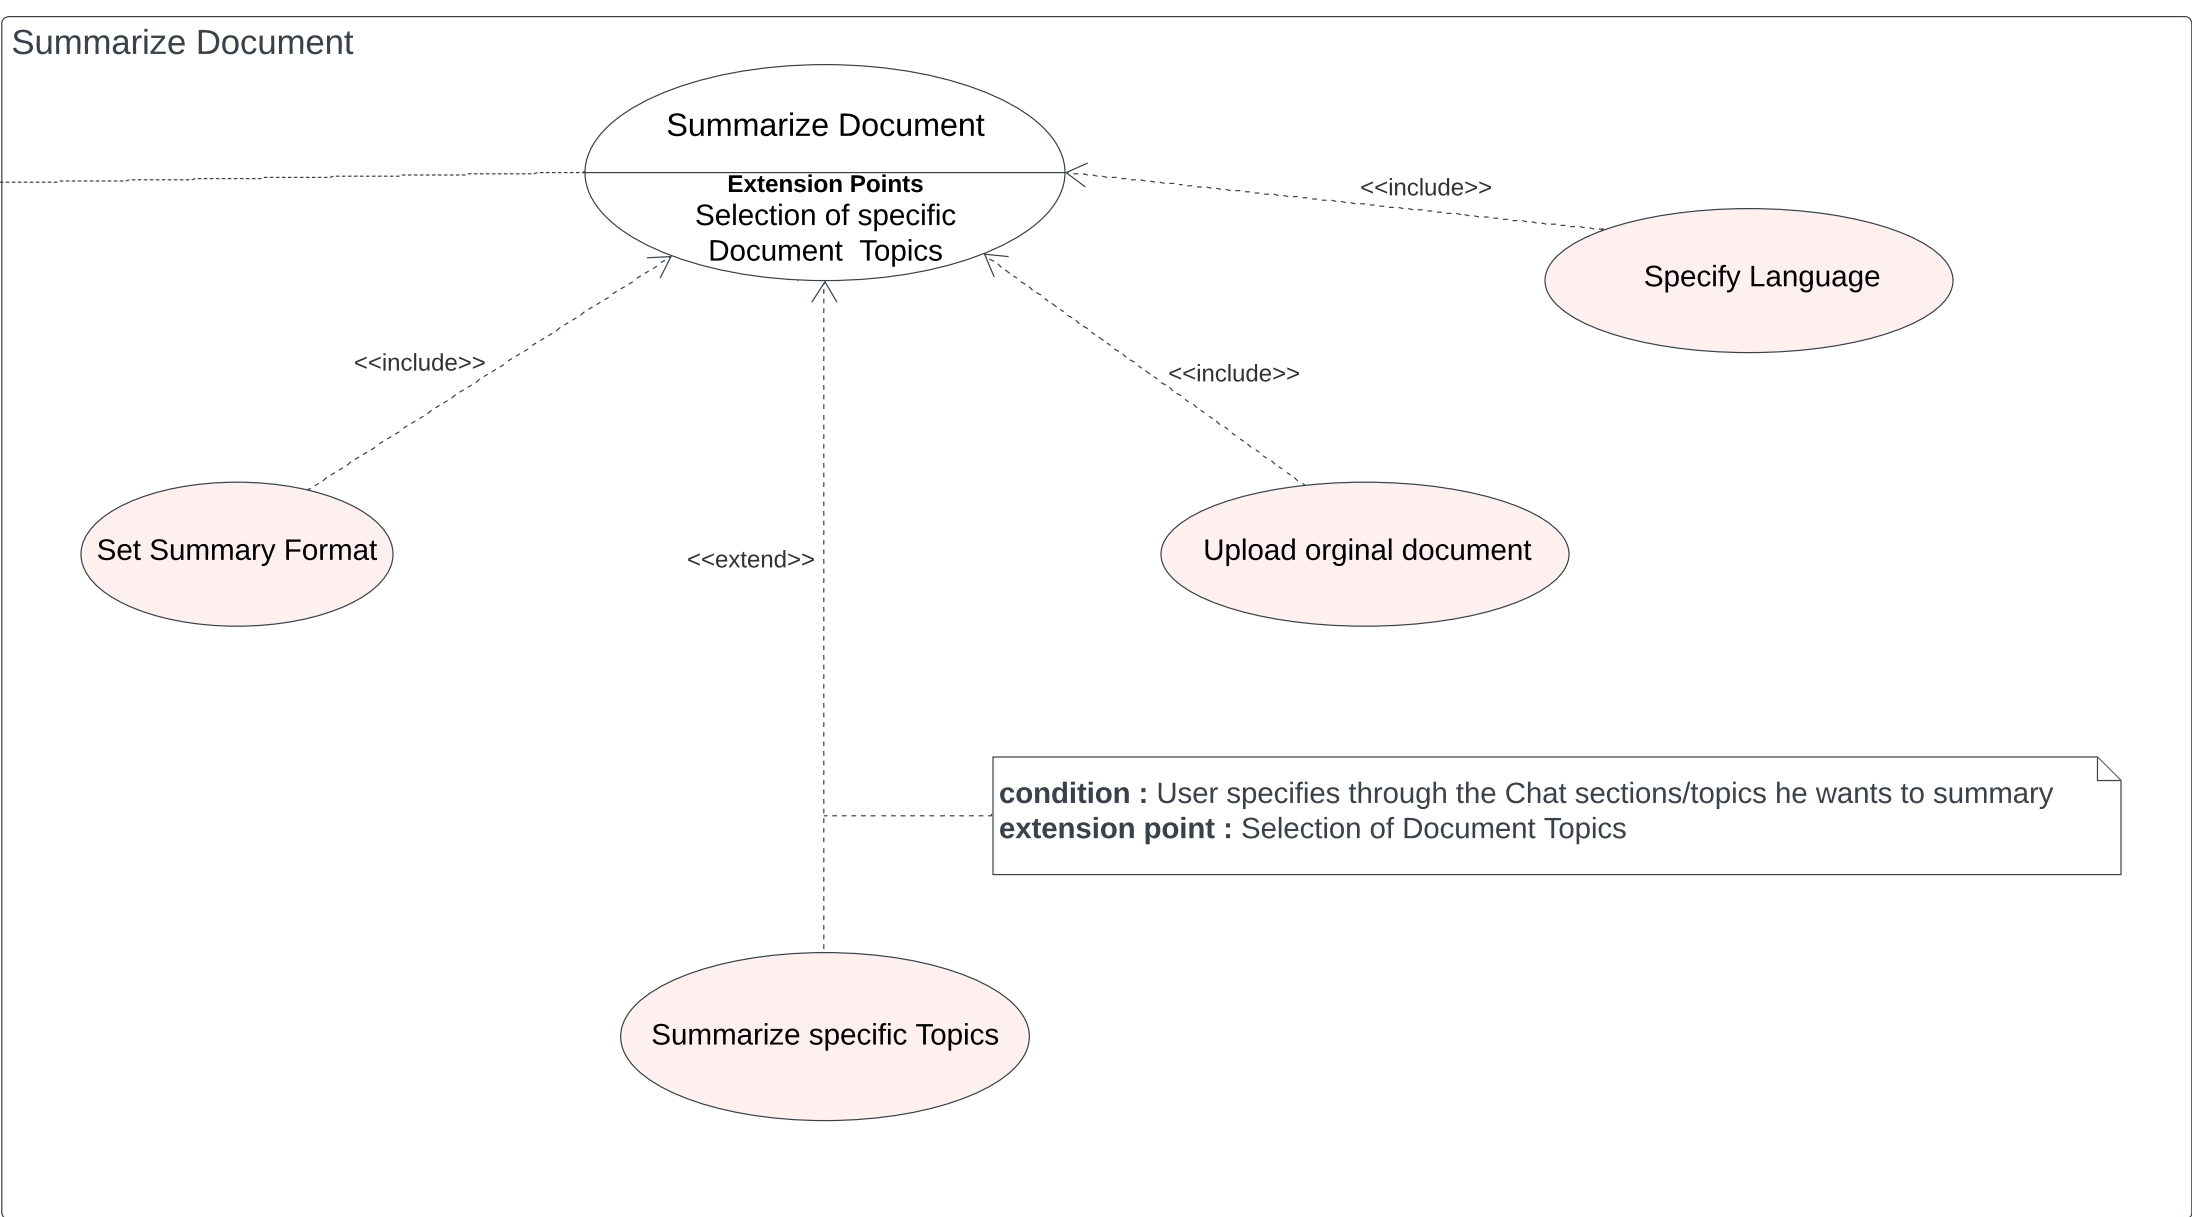 Summarize Document
Summarize Document
Extension Points
Selection of specific
Document  Topics
<<include>>
Specify Language
<<include>>
<<include>>
Set Summary Format
Upload orginal document
<<extend>>
condition : User specifies through the Chat sections/topics he wants to summary
extension point : Selection of Document Topics
Summarize specific Topics